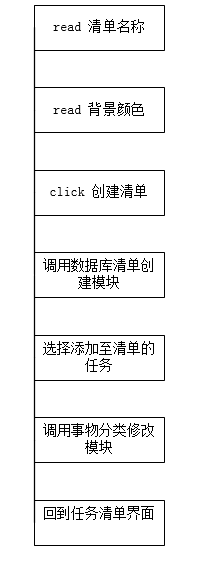 read 清单名称
read 背景颜色
click 创建清单
调用数据库清单创
建模块
选择添加至清单的
任务
调用事物分类修改
模块
回到任务清单界面